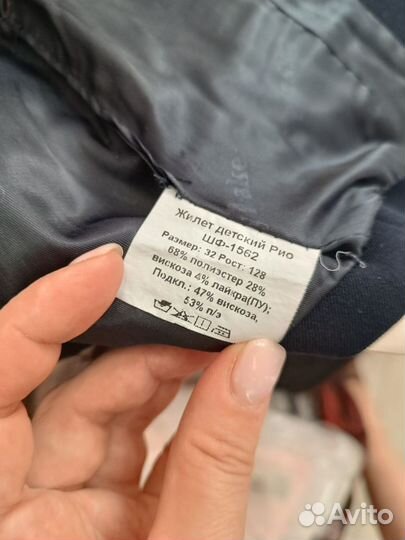 Жилет детский Рио
ШФ-1562
Размер: 32 Рост: 128
68% полиэстер 28%
вискоза 4% лайкра(ПУ);
Подкл.: 47% вискоза,
53% п/э
Avito